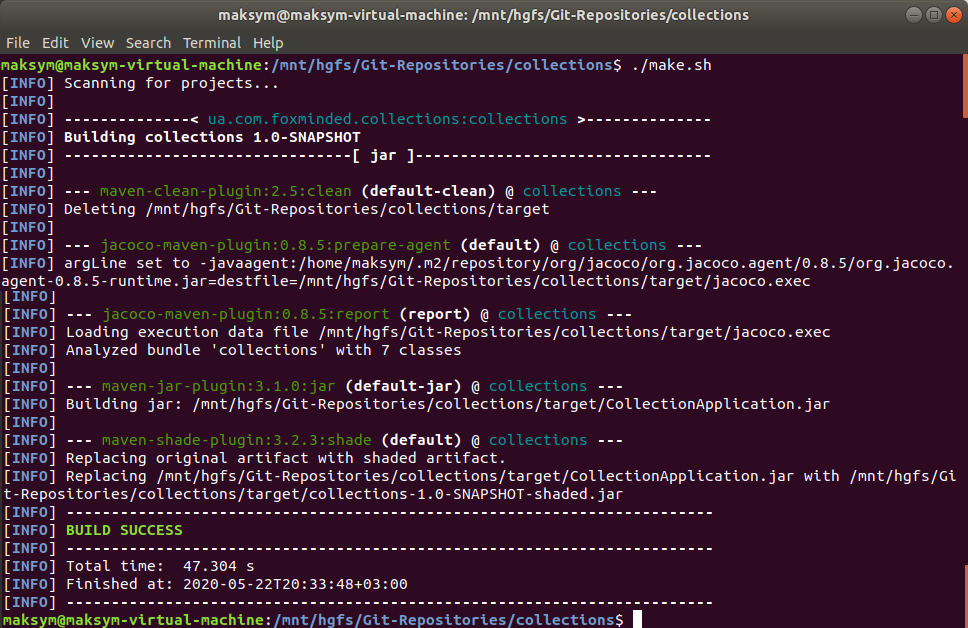 maksym@maksym-virtual-machine: /mnt/hgfs/Git-Repositories/collections
File Edit View Search Terminal Help
maksym@maksym-virtual-machine:/mnt/hgfs/Git-Repositories/collections$ ./make.sh
[INFO] Scanning for projects...
[INFO]
[INFO] --------------< ua.com.foxminded.collections:collections >--------------
[INFO] Building collections 1.0-SNAPSHOT
[INFO] --------------------------------[ jar ]---------------------------------
[INFO]
[INFO] --- maven-clean-plugin:2.5:clean (default-clean) @ collections ---
[INFO] Deleting /mnt/hgfs/Git-Repositories/collections/target
[INFO]
[INFO] --- jacoco-maven-plugin:0.8.5:prepare-agent (default) @ collections ---
[INFO] argLine set to -javaagent:/home/maksym/.m2/repository/org/jacoco/org.jacoco.agent/0.8.5/org.jacoco.
agent-0.8.5-runtime.jar=destfile=/mnt/hgfs/Git-Repositories/collections/target/jacoco.exec
[INFO]
[INFO] --- jacoco-maven-plugin:0.8.5:report (report) @ collections ---
[INFO] Loading execution data file /mnt/hgfs/Git-Repositories/collections/target/jacoco.exec
[INFO] Analyzed bundle 'collections' with 7 classes
[INFO]
[INFO] --- maven-jar-plugin:3.1.0:jar (default-jar) @ collections ---
[INFO] Building jar: /mnt/hgfs/Git-Repositories/collections/target/CollectionApplication.jar
[INFO]
[INFO] --- maven-shade-plugin:3.2.3:shade (default) @ collections ---
[INFO] Replacing original artifact with shaded artifact.
[INFO] Replacing /mnt/hgfs/Git-Repositories/collections/target/CollectionApplication.jar with /mnt/hgfs/Gi
t-Repositories/collections/target/collections-1.0-SNAPSHOT-shaded.jar
[INFO] ------------------------------------------------------------------------
[INFO] BUILD SUCCESS
[INFO] ------------------------------------------------------------------------
[INFO] Total time:  47.304 s
[INFO] Finished at: 2020-05-22T20:33:48+03:00
[INFO] ------------------------------------------------------------------------
maksym@maksym-virtual-machine:/mnt/hgfs/Git-Repositories/collections$